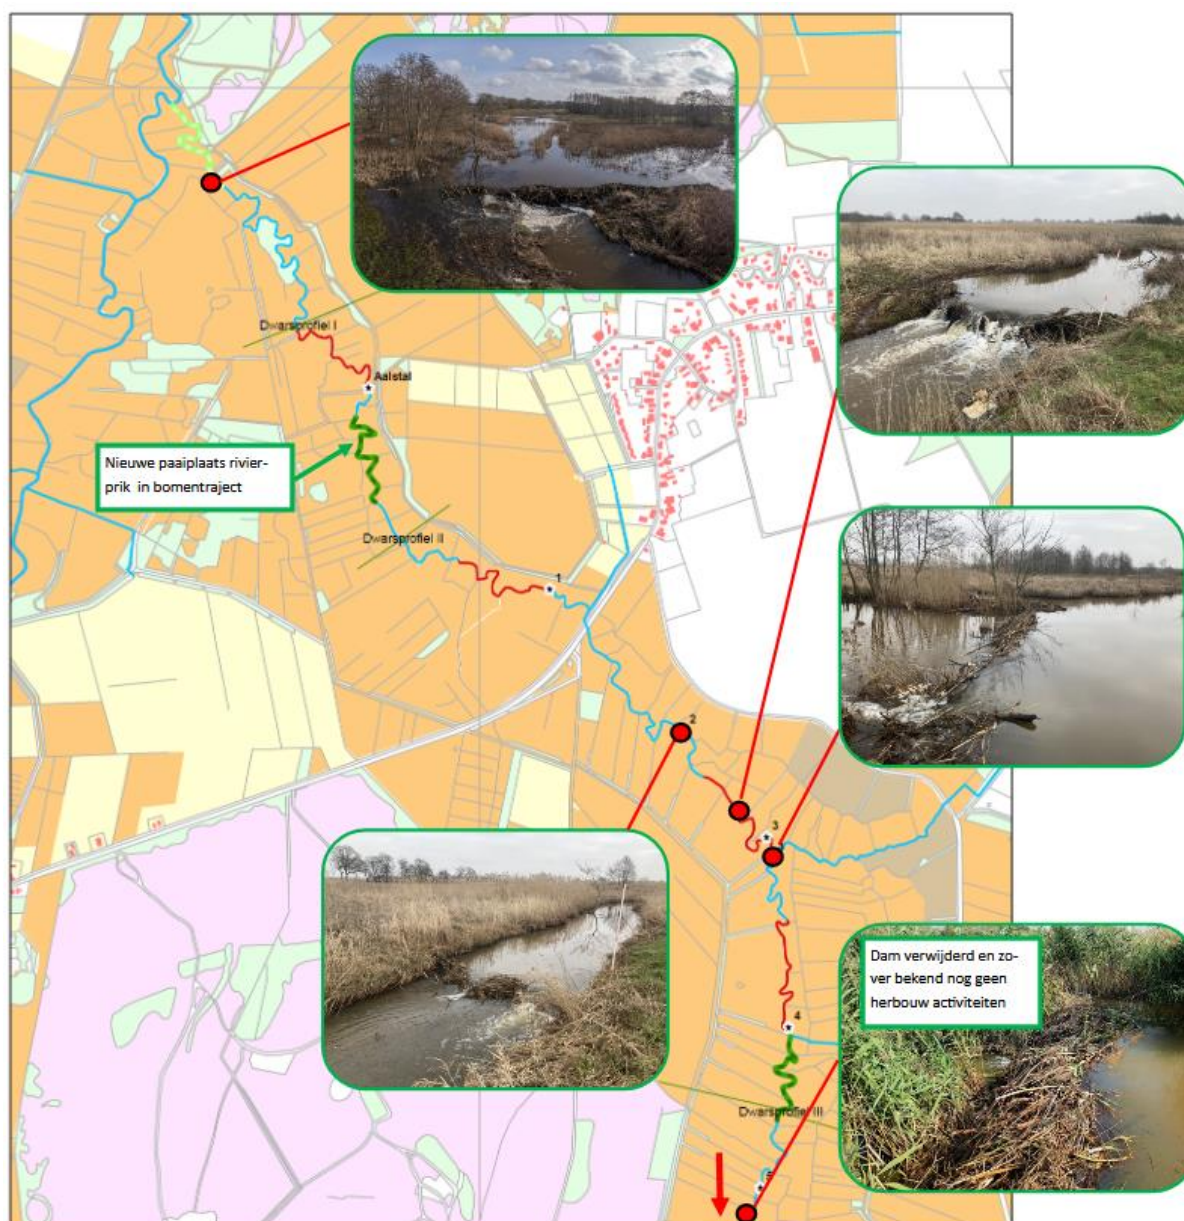 Dwarsprofiel I
Aalstal
Nieuwe paaiplaats rivier-
prik in bomentraject
Dwarsprofiel II
1
2
3
Dam verwijderd en zo-
ver bekend nog geen
herbouw activiteiten
4
Dwarsprofiel III
5